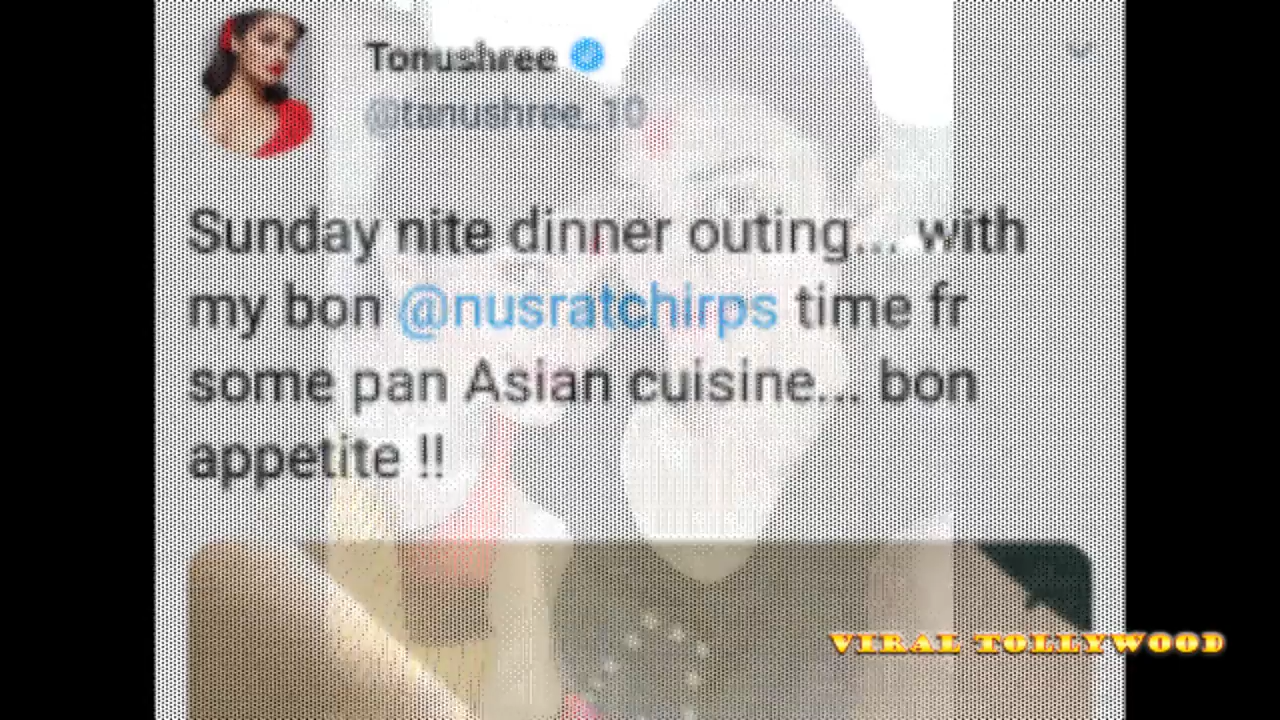 Tonushree
@tanushree_10
Sunday nite dinner outing... with
my bon @nusratchirps time fr
some pan Asian cuisine... bon
appetite !!
VIRAL TOLLYWOOD